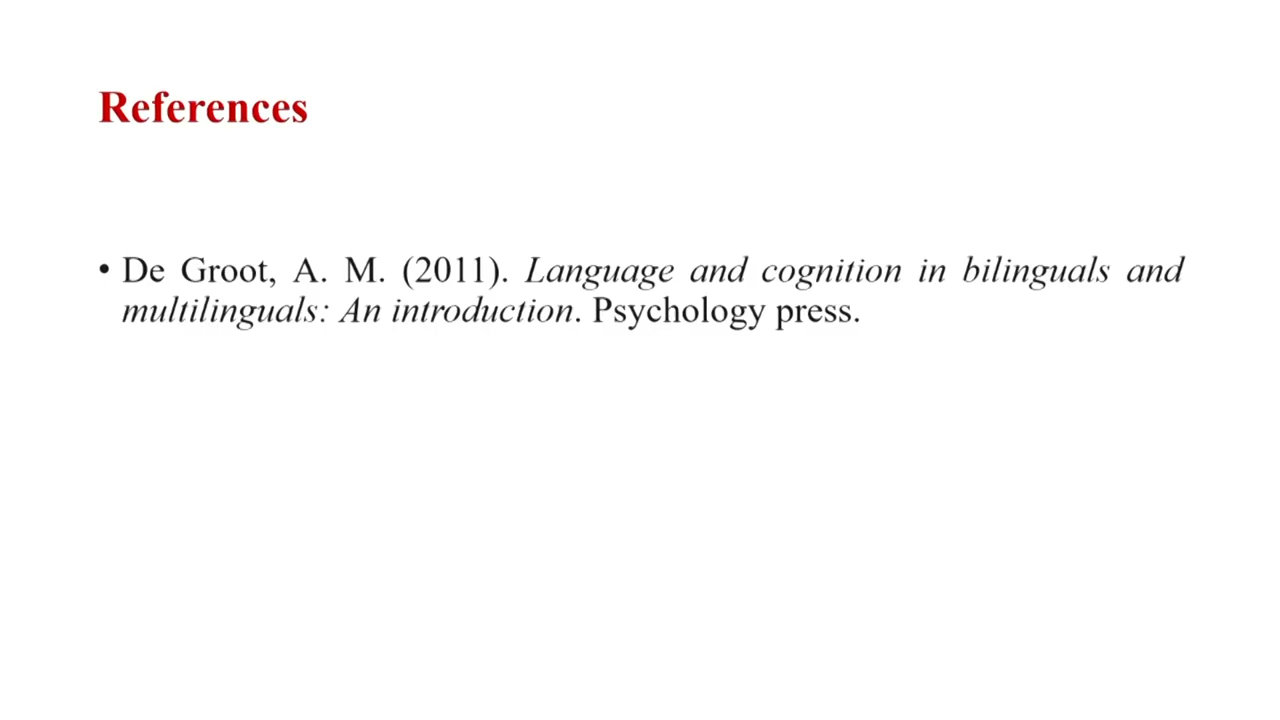 References
• De Groot, A. M. (2011). Language and cognition in bilinguals and
multilinguals: An introduction. Psychology press.